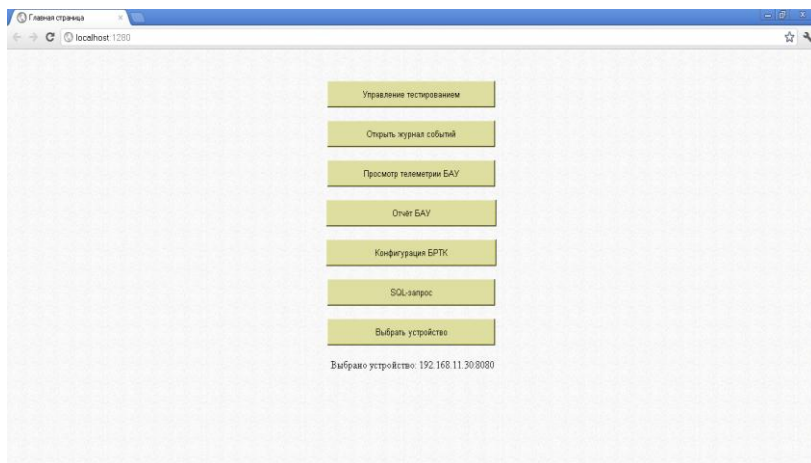 Главная страница
localhost:1280
Управление тестированием
Открыть журнал событий
Просмотр телеметрии БАУ
Отчёт БАУ
Конфигурация БРТК
SQL-запрос
Выбрать устройство
Выбрано устройство: 192.168.11.30:8080